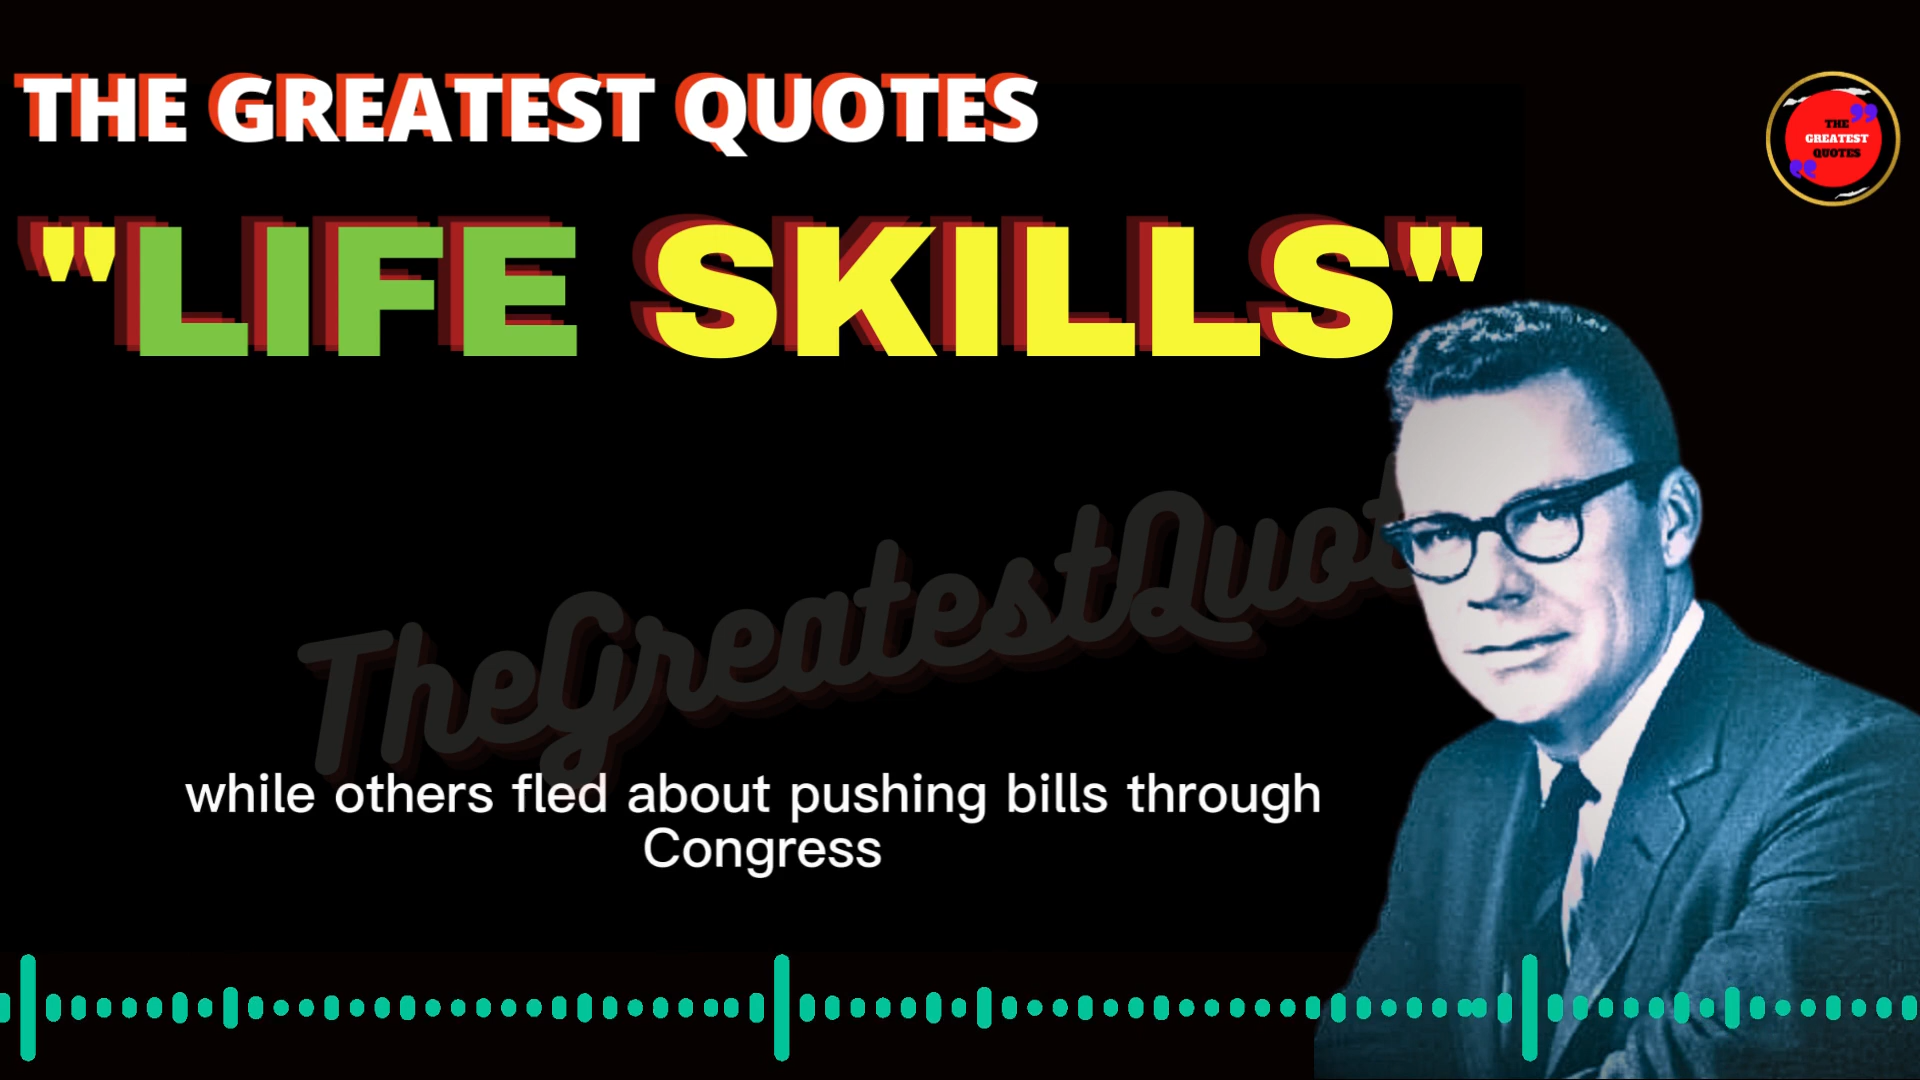 THE GREATEST QUOTES
THE
GREATEST
QUOTES
"LIFE SKILLS"
TheGreatestQuot
while others fled about pushing bills through
Congress